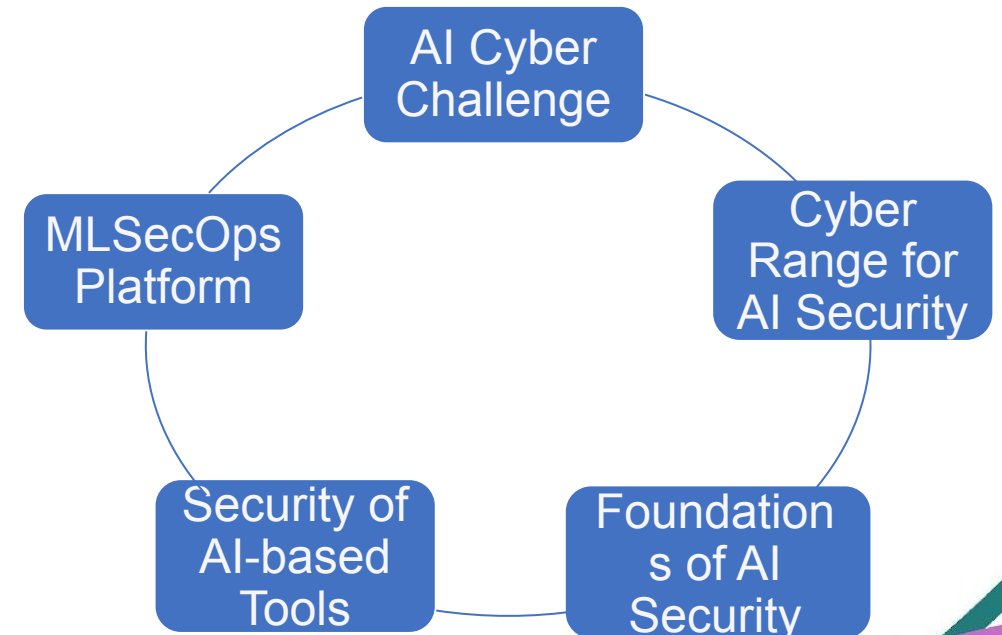 AI Cyber
Challenge
Cyber
Range for
AI Security
Foundation
s of AI
Security
Security of
AI-based
Tools
MLSecOps
Platform